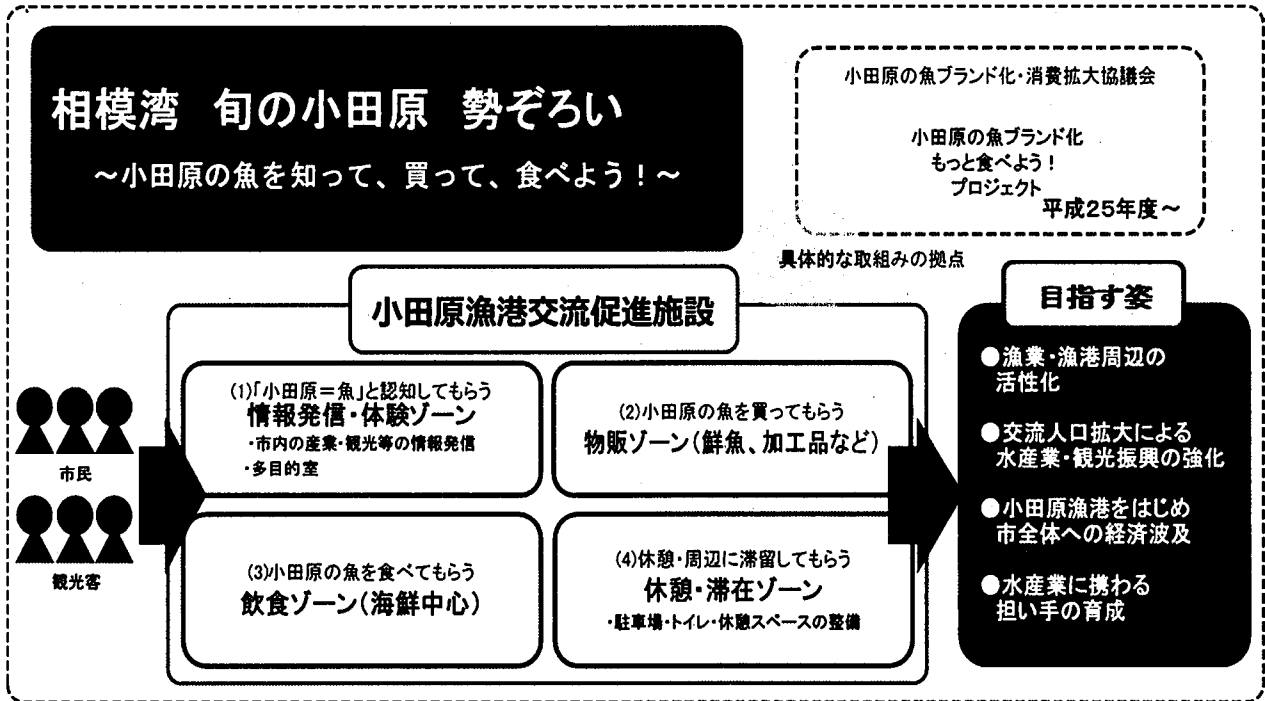 相模湾 旬の小田原 勢ぞろい
～小田原の魚を知って、買って、食べよう！～
小田原の魚ブランド化・消費拡大協議会
小田原の魚ブランド化
もっと食べよう！
プロジェクト
平成25年度～
具体的な取組みの拠点
小田原漁港交流促進施設
目指す姿
(1)「小田原＝魚」と認知してもらう
情報発信・体験ゾーン
・市内の産業・観光等の情報発信
・多目的室
(2)小田原の魚を買ってもらう
物販ゾーン(鮮魚、加工品など)
(3)小田原の魚を食べてもらう
飲食ゾーン(海鮮中心)
(4)休憩・周辺に滞留してもらう
休憩・滞在ゾーン
・駐車場・トイレ・休憩スペースの整備
市民
観光客
●漁業・漁港周辺の
活性化
●交流人口拡大による
水産業・観光振興の強化
●小田原漁港をはじめ
市全体への経済波及
●水産業に携わる
担い手の育成